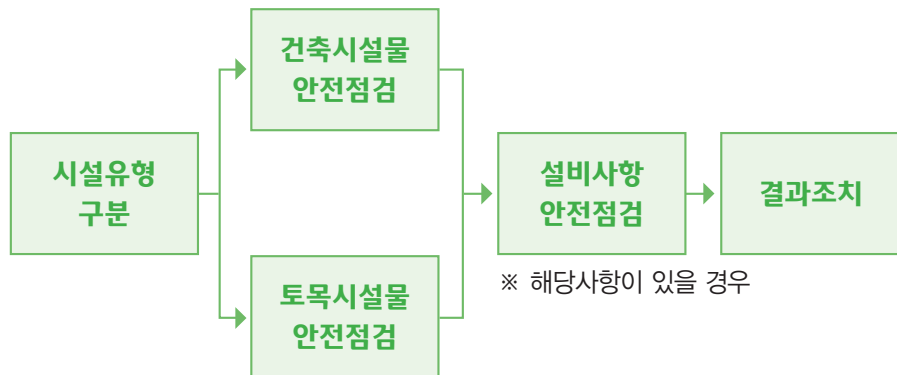 시설유형
구분
건축시설물
안전점검
토목시설물
안전점검
설비사항
안전점검
※ 해당사항이 있을 경우
결과조치